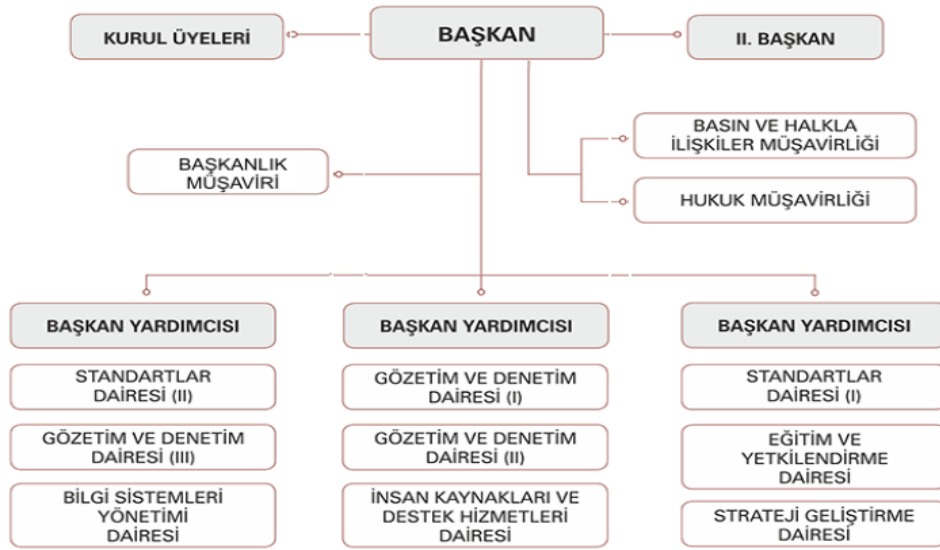 KURUL ÜYELERİ
BAŞKAN
II. BAŞKAN
BASIN VE HALKLA
İLİŞKİLER MÜŞAVİRLİĞİ
BAŞKANLIK
MÜŞAVİRİ
HUKUK MÜŞAVİRLİĞİ
BAŞKAN YARDIMCISI
STANDARTLAR
DAİRESİ (II)
GÖZETİM VE DENETİM
DAİRESİ (III)
BİLGİ SİSTEMLERİ
YÖNETİMİ
DAİRESİ
BAŞKAN YARDIMCISI
GÖZETİM VE DENETİM
DAİRESİ (I)
GÖZETİM VE DENETİM
DAİRESİ (II)
İNSAN KAYNAKLARI VE
DESTEK HİZMETLERİ
DAİRESİ
BAŞKAN YARDIMCISI
STANDARTLAR
DAİRESİ (I)
EĞİTİM VE
YETKİLENDİRME
DAİRESİ
STRATEJİ GELİŞTİRME
DAİRESİ